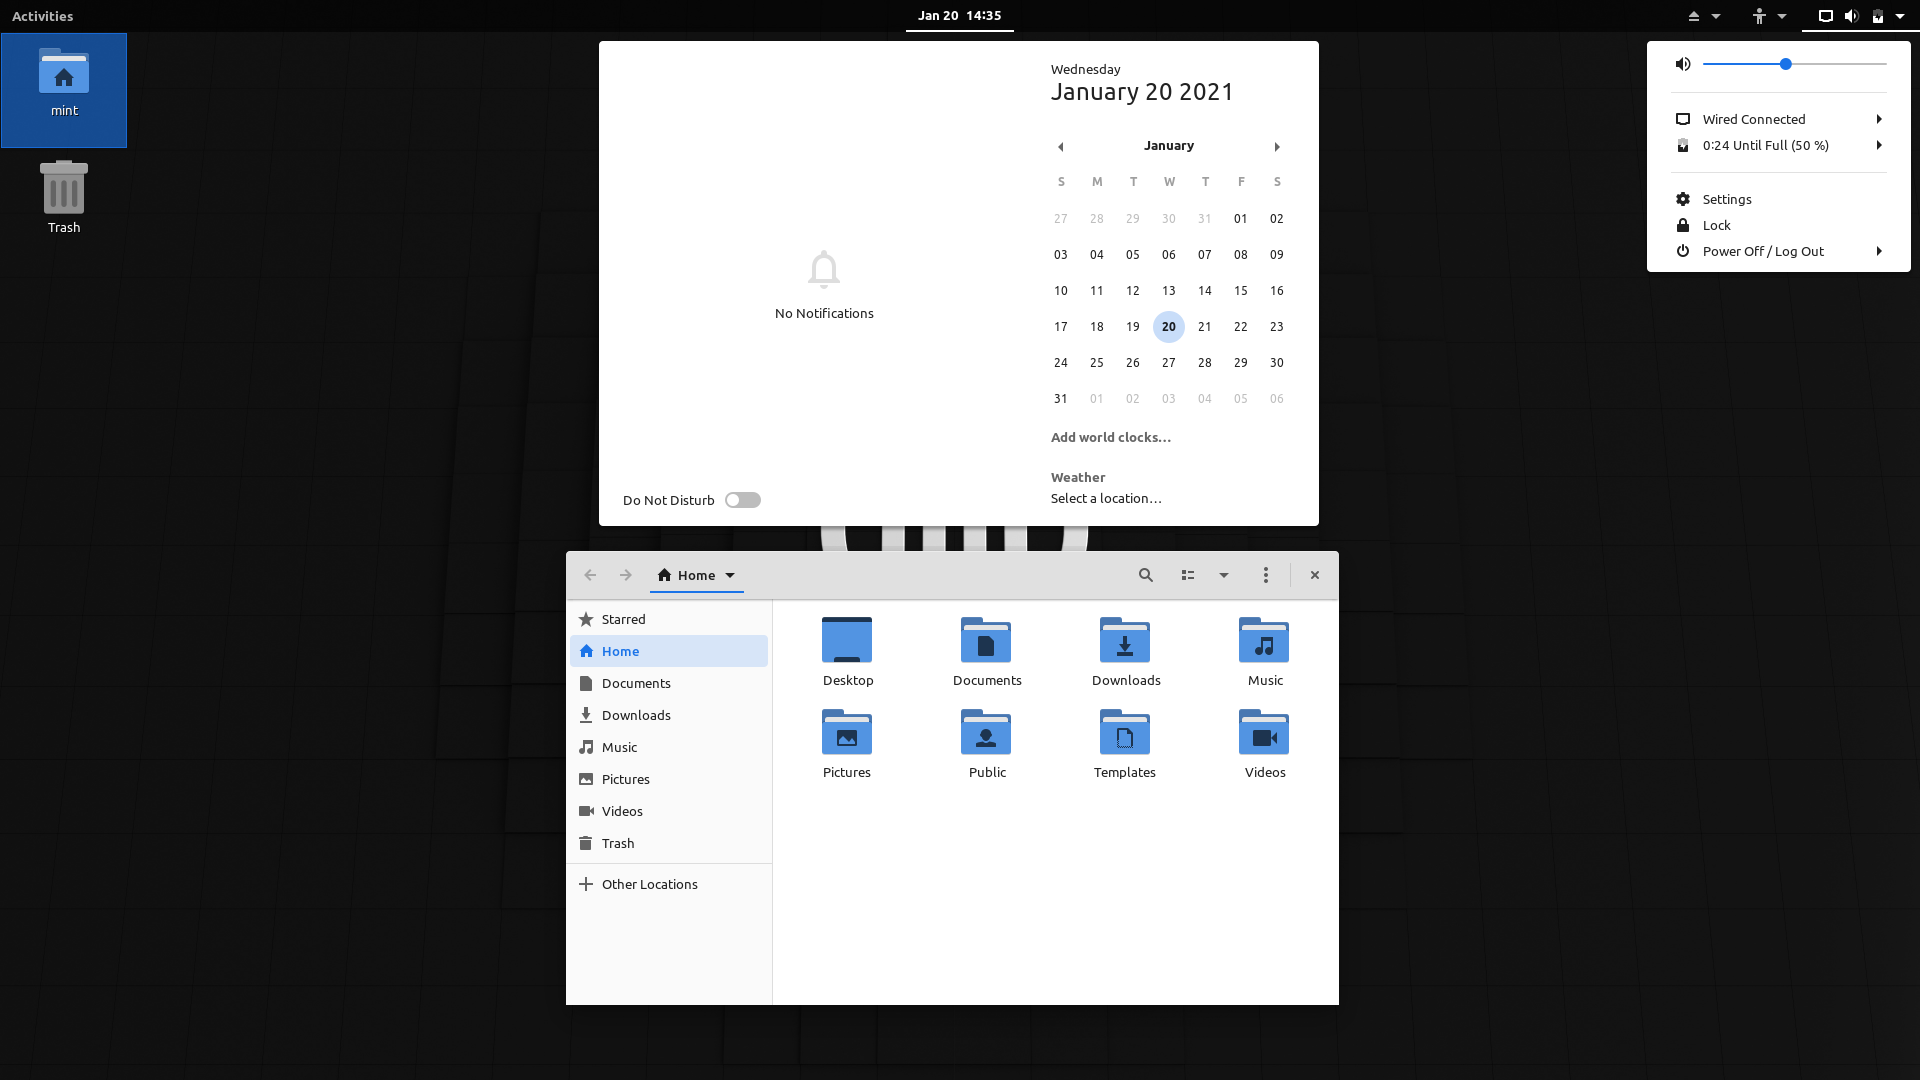 Activities
Jan 20 14:35
mint
Trash
No Notifications
Do Not Disturb
Wednesday
January 20 2021
January
S M T W T F S
27 28 29 30 31 01 02
03 04 05 06 07 08 09
10 11 12 13 14 15 16
17 18 19 20 21 22 23
24 25 26 27 28 29 30
31 01 02 03 04 05 06
Add world clocks…
Weather
Select a location…
Wired Connected
0:24 Until Full (50 %)
Settings
Lock
Power Off / Log Out
Home
Starred
Home
Documents
Downloads
Music
Pictures
Videos
Trash
Other Locations
Desktop Documents Downloads Music
Pictures Public Templates Videos